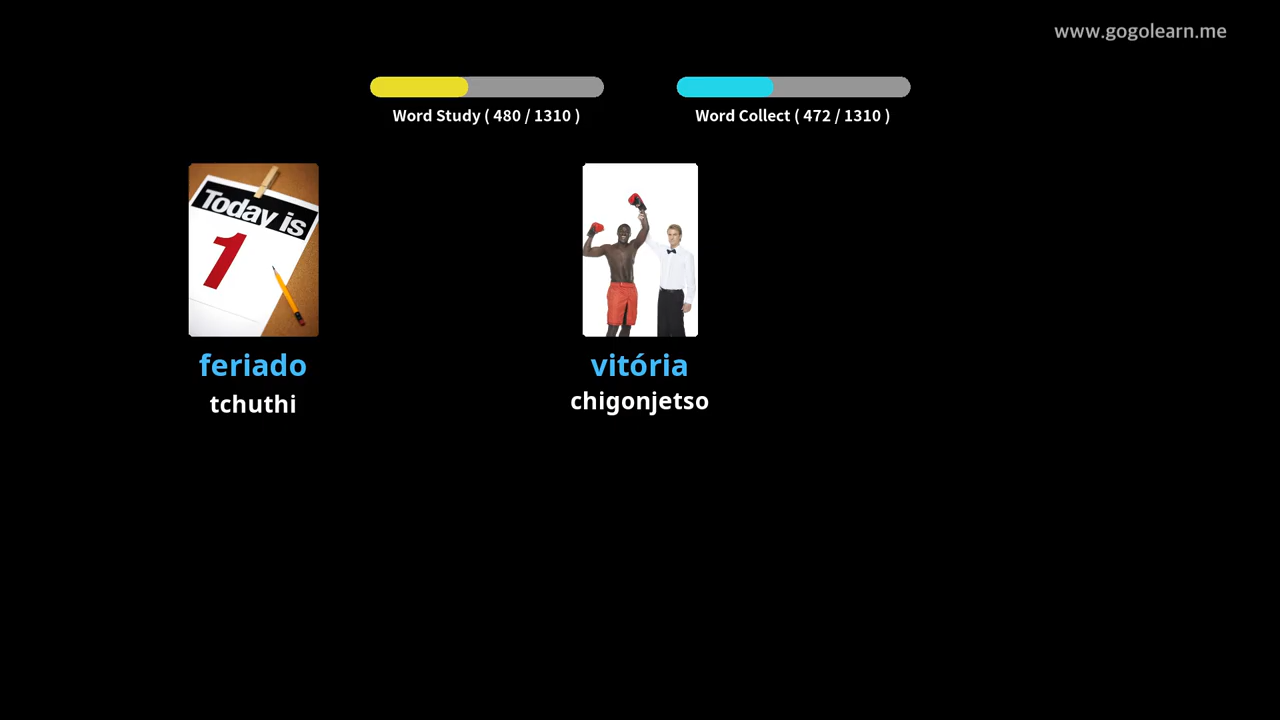 www.gogolearn.me
Word Study ( 480 / 1310 )
Word Collect ( 472 / 1310 )
Today is
1
feriado
tchuthi
vitória
chigonjetso